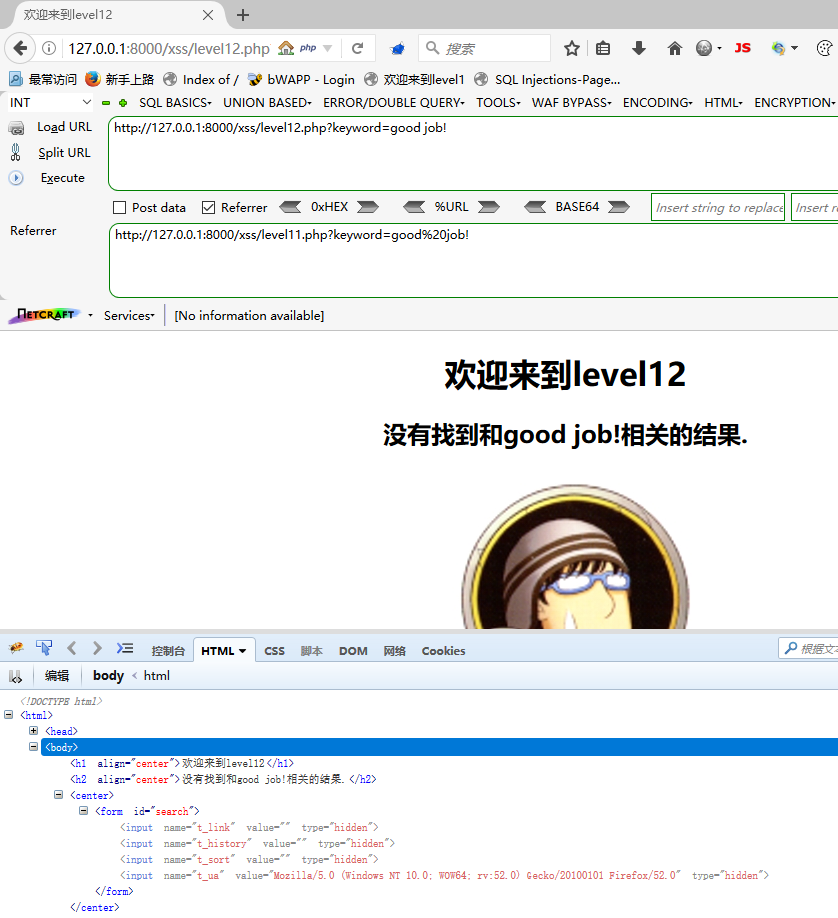 欢迎来到level12
127.0.0.1:8000/xss/level12.php php 搜索 JS
最常访问 新手上路 Index of / bWAPP - Login 欢迎来到level1 SQL Injections-Page...
INT SQL BASICS UNION BASED ERROR/DOUBLE QUERY TOOLS WAF BYPASS ENCODING HTML ENCRYPTION
Load URL http://127.0.0.1:8000/xss/level12.php?keyword=good job!
Split URL
Execute
Post data Referrer 0xHEX %URL BASE64 Insert string to replace Insert re
Referrer http://127.0.0.1:8000/xss/level11.php?keyword=good%20job!
NETCRAFT Services [No information available]
欢迎来到level12
没有找到和good job!相关的结果.
控制台 HTML CSS 脚本 DOM 网络 Cookies 根据文本
编辑 body < html
<!DOCTYPE html>
<html>
<head>
<body>
<h1 align="center">欢迎来到level12</h1>
<h2 align="center">没有找到和good job!相关的结果.</h2>
<center>
<form id="search">
<input name="t_link" value="" type="hidden">
<input name="t_history" value="" type="hidden">
<input name="t_sort" value="" type="hidden">
<input name="t_ua" value="Mozilla/5.0 (Windows NT 10.0; WOW64; rv:52.0) Gecko/20100101 Firefox/52.0" type="hidden">
</form>
</center>